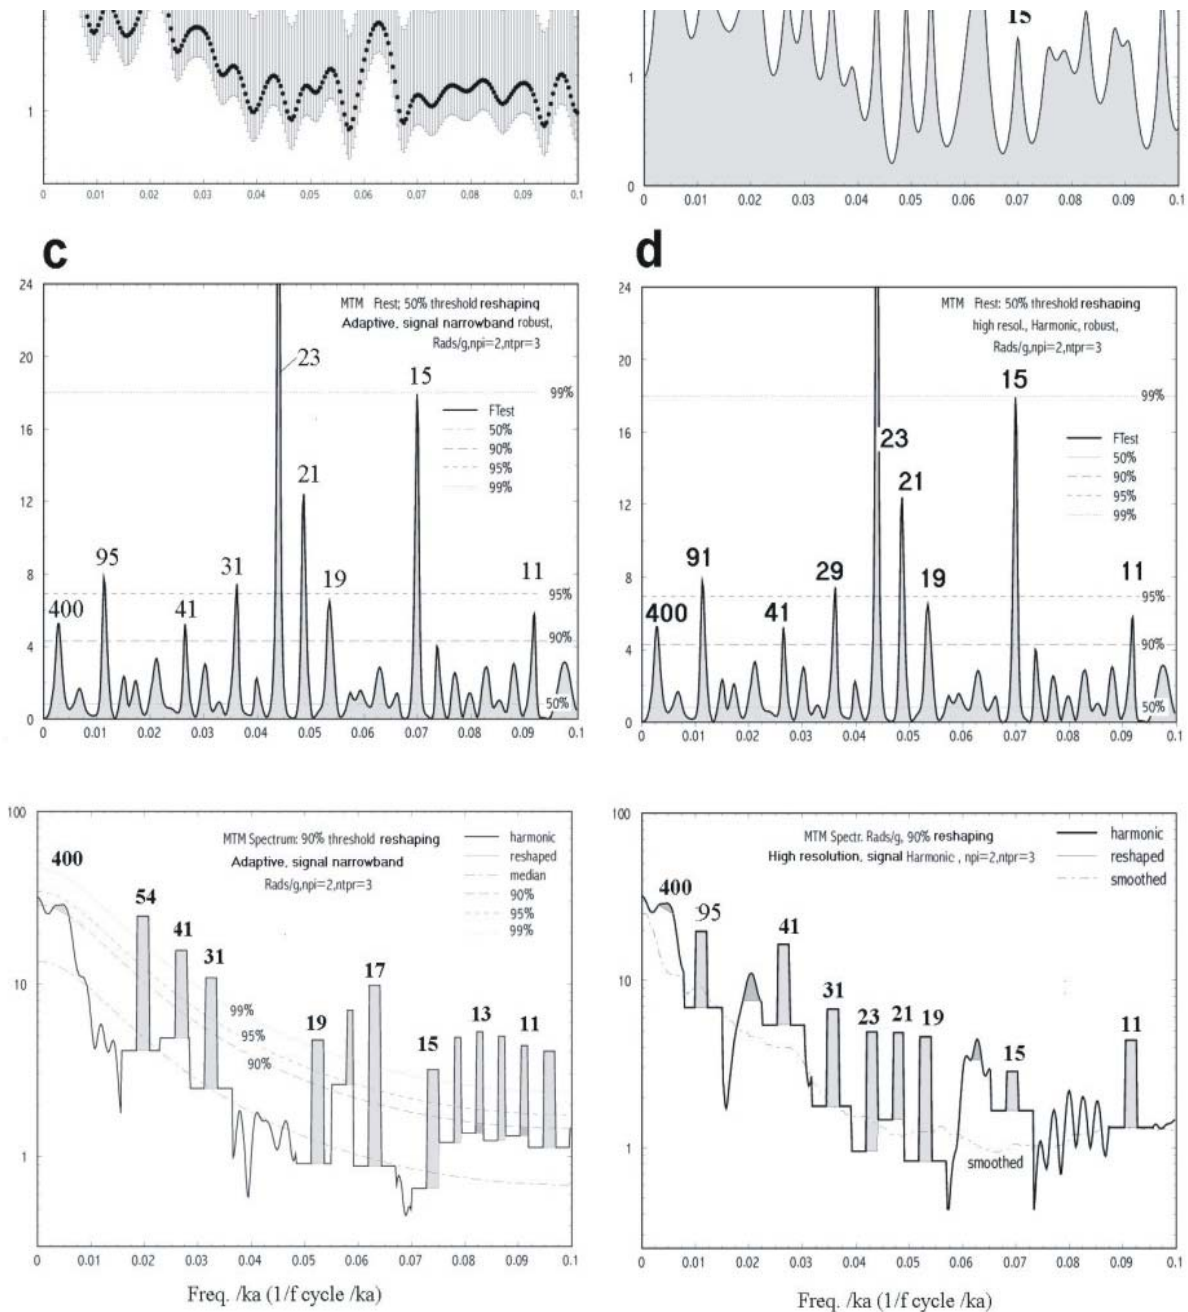 15
1
1
0
0 0.01 0.02 0.03 0.04 0.05 0.06 0.07 0.08 0.09 0.1
0 0.01 0.02 0.03 0.04 0.05 0.06 0.07 0.08 0.09 0.1
c
d
24
20
16
12
8
4
0
MTM Ftest; 50% threshold reshaping
Adaptive, signal narrowband robust,
Rads/g,npi=2,ntpr=3
23
15
99%
FTest
50%
90%
95%
99%
21
95
31
11
400
41
19
95%
90%
50%
0 0.01 0.02 0.03 0.04 0.05 0.06 0.07 0.08 0.09 0.1
24
20
16
12
8
4
0
MTM Ftest: 50% threshold reshaping
high resol., Harmonic, robust,
Rads/g,npi=2,ntpr=3
15
99%
23
FTest
50%
90%
95%
99%
21
91
29
11
400
41
19
95%
90%
50%
0 0.01 0.02 0.03 0.04 0.05 0.06 0.07 0.08 0.09 0.1
100
10
1
MTM Spectrum: 90% threshold reshaping
Adaptive, signal narrowband
Rads/g,npi=2,ntpr=3
harmonic
reshaped
median
90%
95%
99%
400
54
41
31
17
99%
95%
90%
19
15
13
11
0 0.01 0.02 0.03 0.04 0.05 0.06 0.07 0.08 0.09 0.1
Freq. /ka (1/f cycle /ka)
100
10
1
MTM Spectr. Rads/g, 90% reshaping
High resolution, signal Harmonic , npi=2,ntpr=3
harmonic
reshaped
smoothed
400
95
41
31
23
21
19
15
11
smoothed
0 0.01 0.02 0.03 0.04 0.05 0.06 0.07 0.08 0.09 0.1
Freq. /ka (1/f cycle /ka)